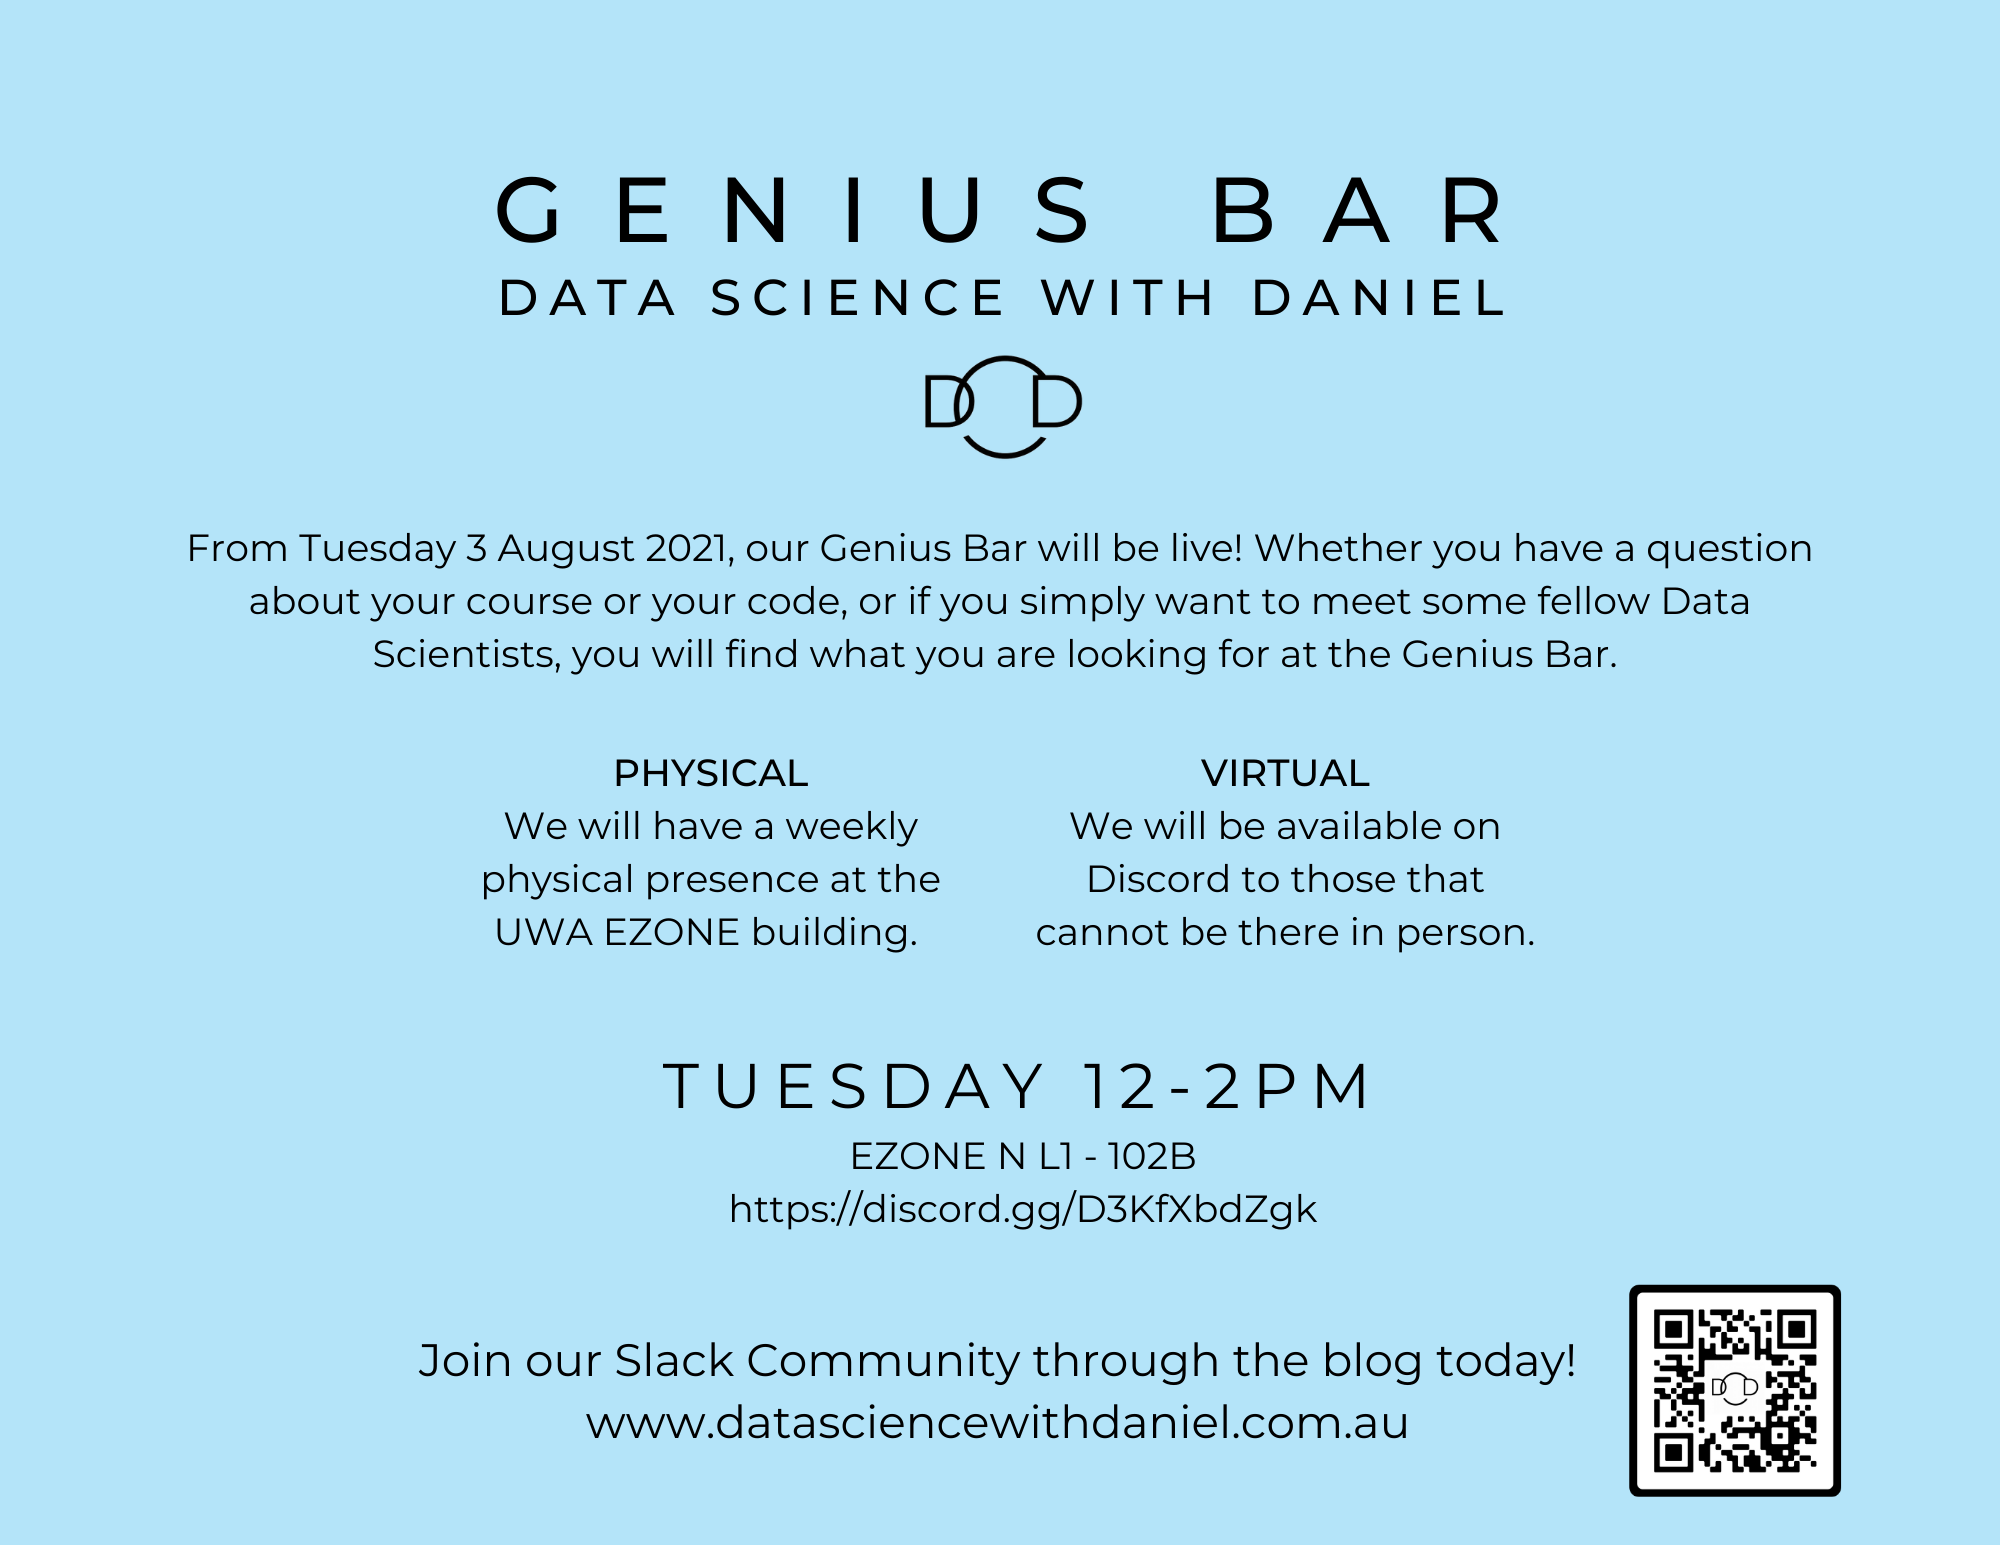 GENIUS BAR
DATA SCIENCE WITH DANIEL
D D
From Tuesday 3 August 2021, our Genius Bar will be live! Whether you have a question
about your course or your code, or if you simply want to meet some fellow Data
Scientists, you will find what you are looking for at the Genius Bar.
PHYSICAL
We will have a weekly
physical presence at the
UWA EZONE building.
VIRTUAL
We will be available on
Discord to those that
cannot be there in person.
TUESDAY 12-2PM
EZONE N L1 - 102B
https://discord.gg/D3KfXbdZgk
Join our Slack Community through the blog today!
www.datasciencewithdaniel.com.au
D D